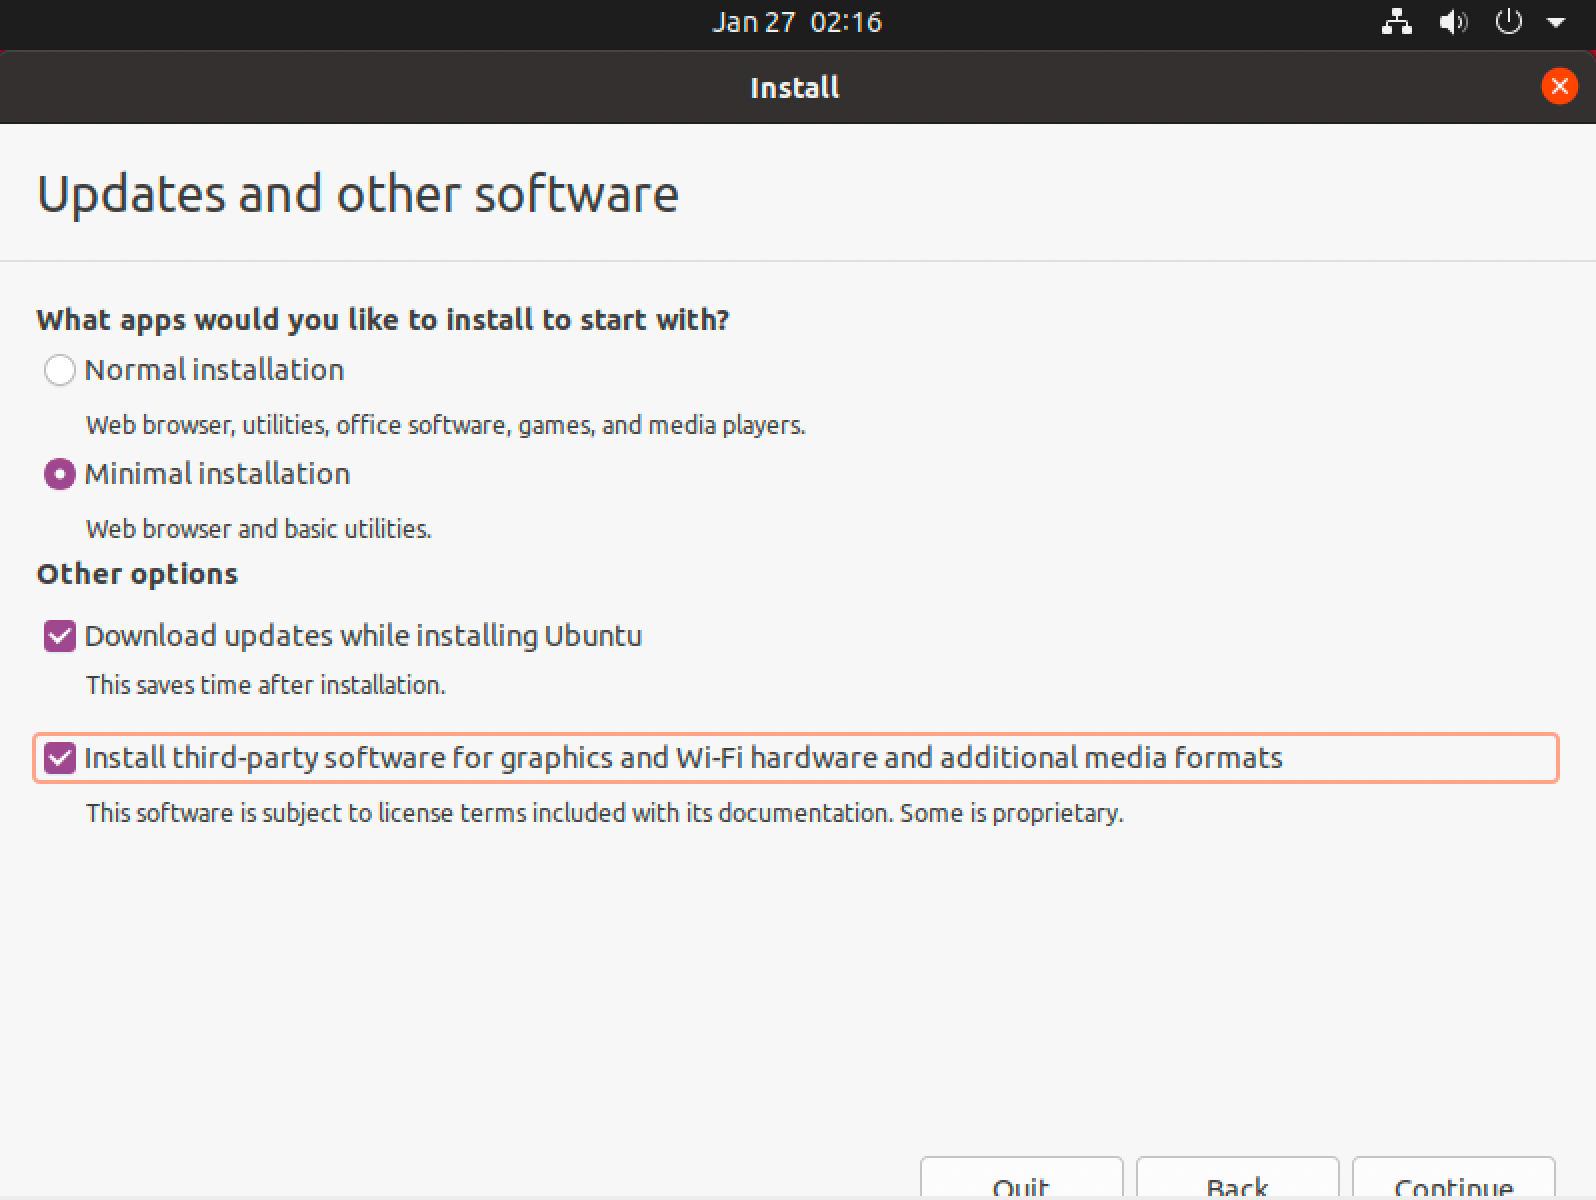 Jan 27 02:16
Install
Updates and other software
What apps would you like to install to start with?
Normal installation
Web browser, utilities, office software, games, and media players.
Minimal installation
Web browser and basic utilities.
Other options
Download updates while installing Ubuntu
This saves time after installation.
Install third-party software for graphics and Wi-Fi hardware and additional media formats
This software is subject to license terms included with its documentation. Some is proprietary.
Quit Back Continue